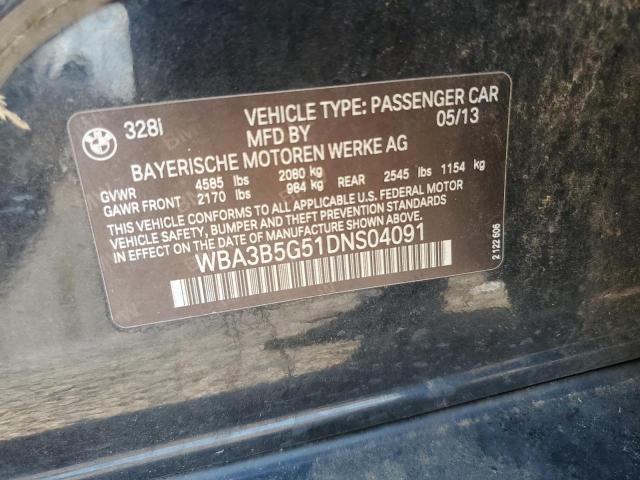 BMW
328i VEHICLE TYPE: PASSENGER CAR
MFD BY 05/13
BAYERISCHE MOTOREN WERKE AG
GVWR 4585 lbs 2080 kg
GAWR FRONT 2170 lbs 984 kg REAR 2545 lbs 1154 kg
THIS VEHICLE CONFORMS TO ALL APPLICABLE U.S. FEDERAL MOTOR
VEHICLE SAFETY, BUMPER AND THEFT PREVENTION STANDARDS
IN EFFECT ON THE DATE OF MANUFACTURE SHOWN ABOVE.
WBA3B5G51DNS04091
2 122 606